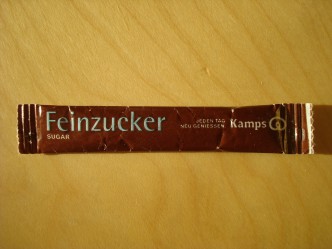 Feinzucker
SUGAR
JEDEN TAG
NEU GENIESSEN
Kamps